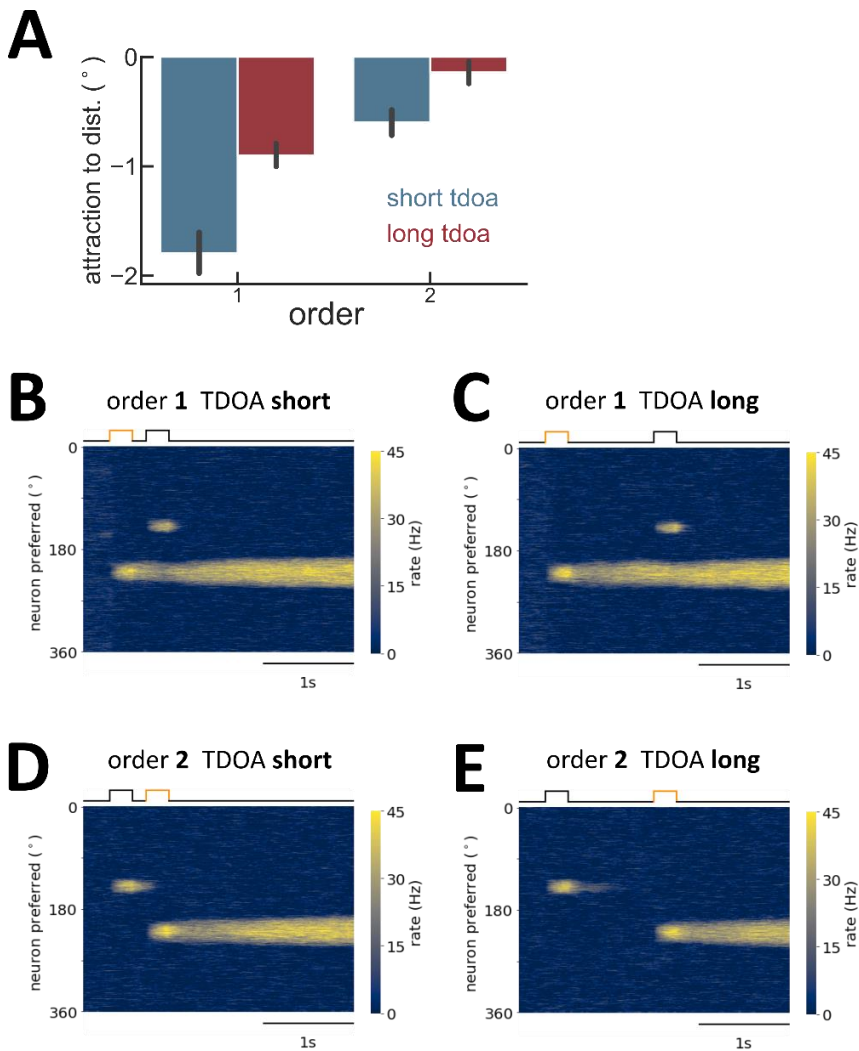 A
attraction to dist. (°)
0
−1
−2
short tdoa
long tdoa
1
2
order
B
order 1 TDOA short
neuron preferred (°)
0
180
360
45
30
15
0
rate (Hz)
1s
C
order 1 TDOA long
neuron preferred (°)
0
180
360
45
30
15
0
rate (Hz)
1s
D
order 2 TDOA short
neuron preferred (°)
0
180
360
45
30
15
0
rate (Hz)
1s
E
order 2 TDOA long
neuron preferred (°)
0
180
360
45
30
15
0
rate (Hz)
1s